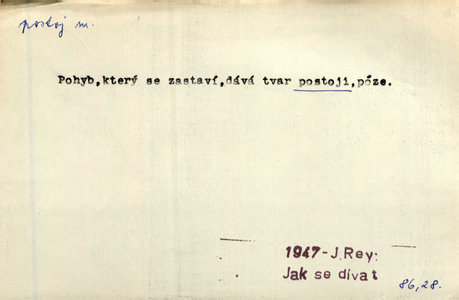 postoj m.
Pohyb,který se zastaví,dává tvar postoji,póze.
1947-J.Rey:
Jak se dívat
86,28.